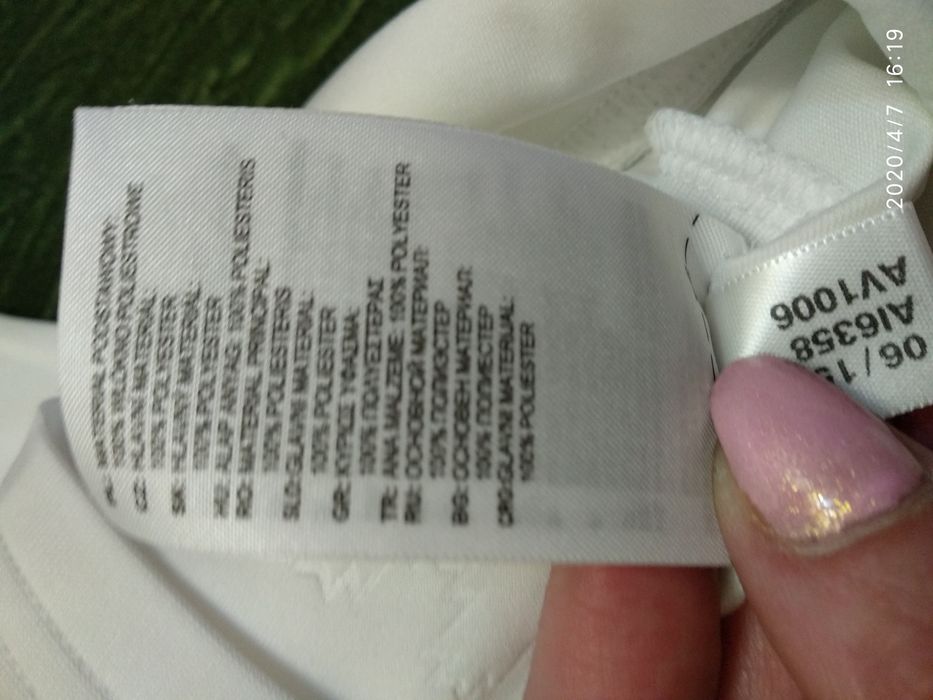 MATERIAŁ PODSTAWOWY:
100% WŁÓKNO POLIESTROWE
CZ: HLAVNÍ MATERIÁL:
100% POLYESTER
SK: HLAVNÝ MATERIÁL:
100% POLYESTER
HU: ALAP ANYAG: 100% POLIÉSZTER
RO: MATERIAL PRINCIPAL:
100% POLIESTERIS
SLO: GLAVNI MATERIAL:
100% POLIESTER
GR: ΚΥΡΙΩΣ ΥΦΑΣΜΑ:
100% ΠΟΛΥΕΣΤΕΡΑΣ
TR: ANA MALZEME: 100% POLYESTER
RU: ОСНОВНОЙ МАТЕРИАЛ:
100% ПОЛИЭСТЕР
BG: ОСНОВЕН МАТЕРИАЛ:
100% ПОЛИЕСТЕР
CRO: GLAVNI MATERIJAL:
100% POLIESTER
06/15
AI6358
AV1006
2020/4/7 16:19